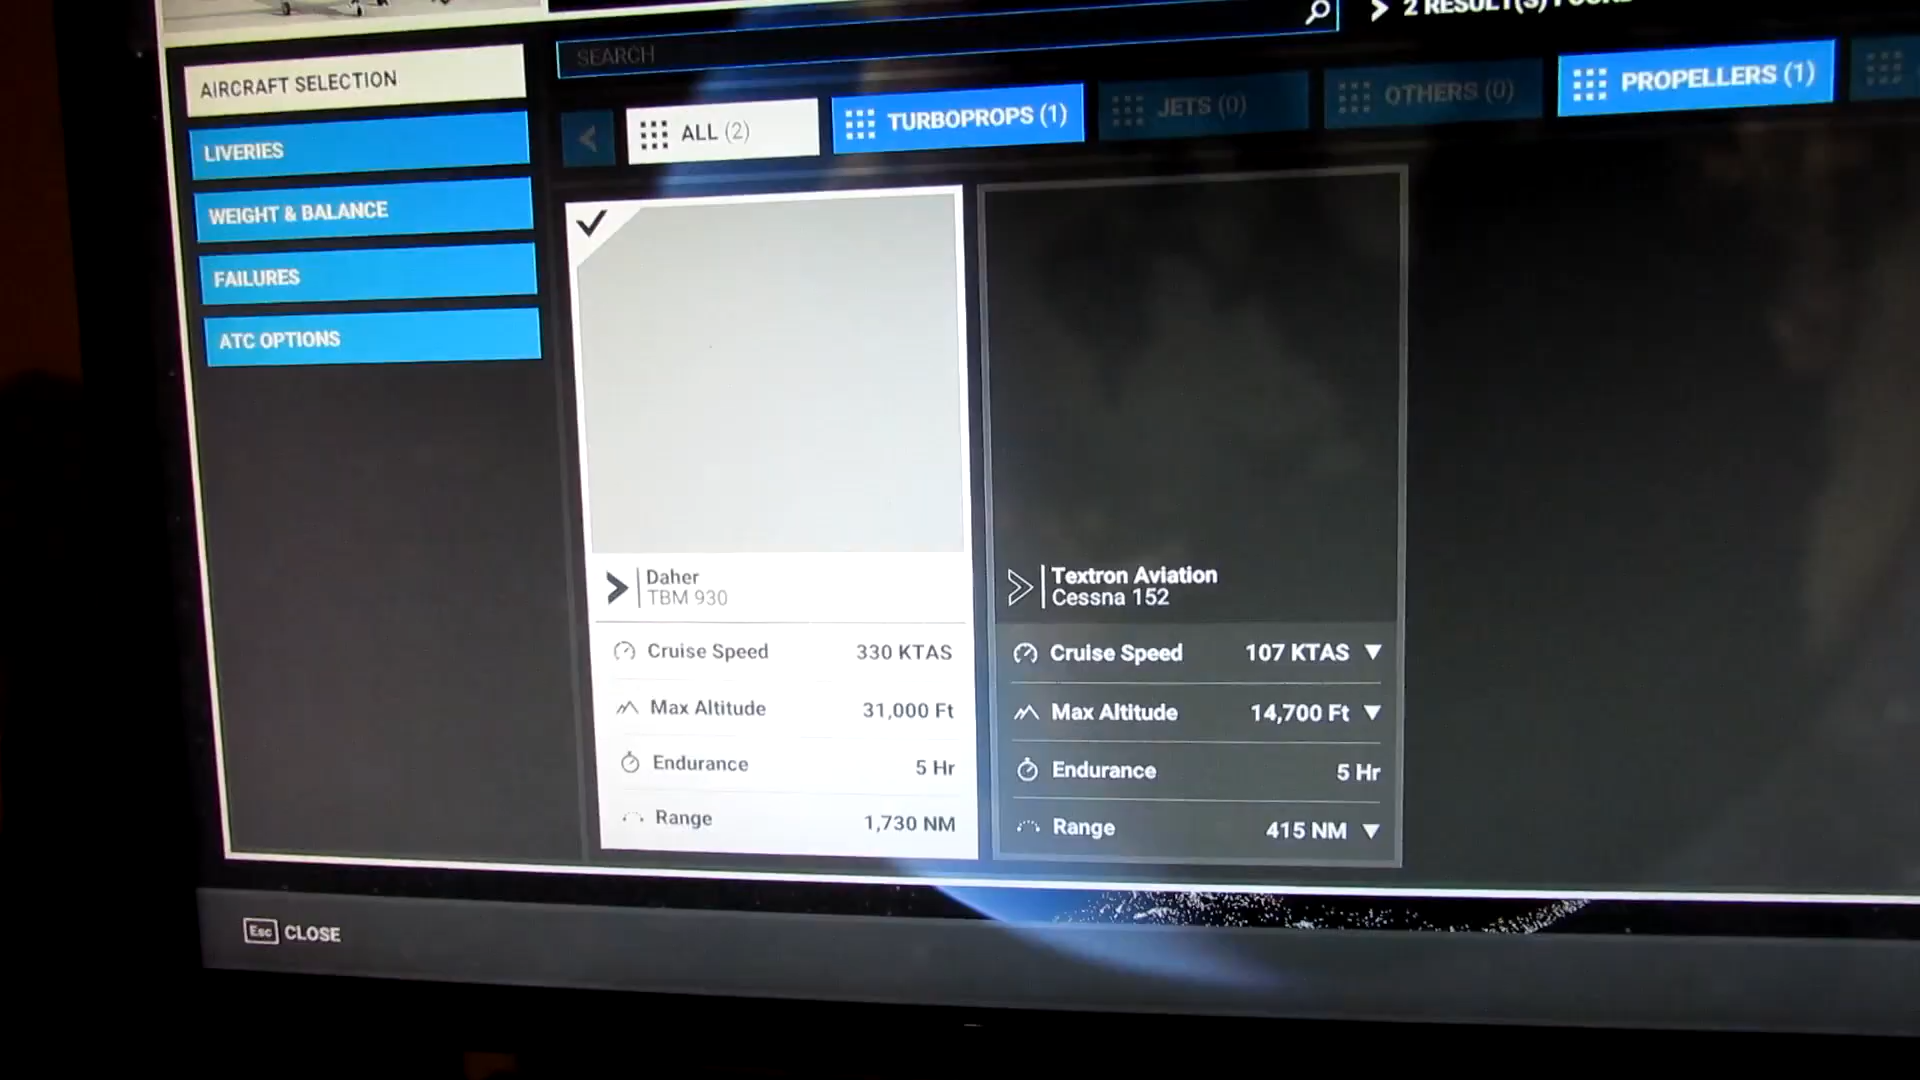 2 RESULT(S) FOUND
SEARCH
AIRCRAFT SELECTION
LIVERIES
WEIGHT & BALANCE
FAILURES
ATC OPTIONS
ALL (2)
TURBOPROPS (1)
JETS (0)
OTHERS (0)
PROPELLERS (1)
Daher
TBM 930
Cruise Speed 330 KTAS
Max Altitude 31,000 Ft
Endurance 5 Hr
Range 1,730 NM
Textron Aviation
Cessna 152
Cruise Speed 107 KTAS
Max Altitude 14,700 Ft
Endurance 5 Hr
Range 415 NM
Esc CLOSE